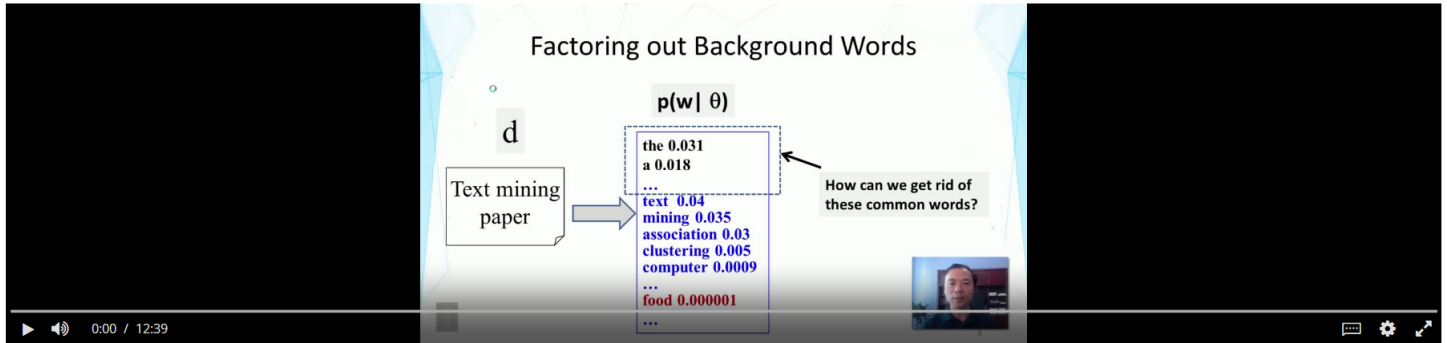 Factoring out Background Words
p(w| θ)
d
the 0.031
a 0.018
...
Text mining
paper
text 0.04
mining 0.035
association 0.03
clustering 0.005
computer 0.0009
...
food 0.000001
...
How can we get rid of
these common words?
0:00 / 12:39